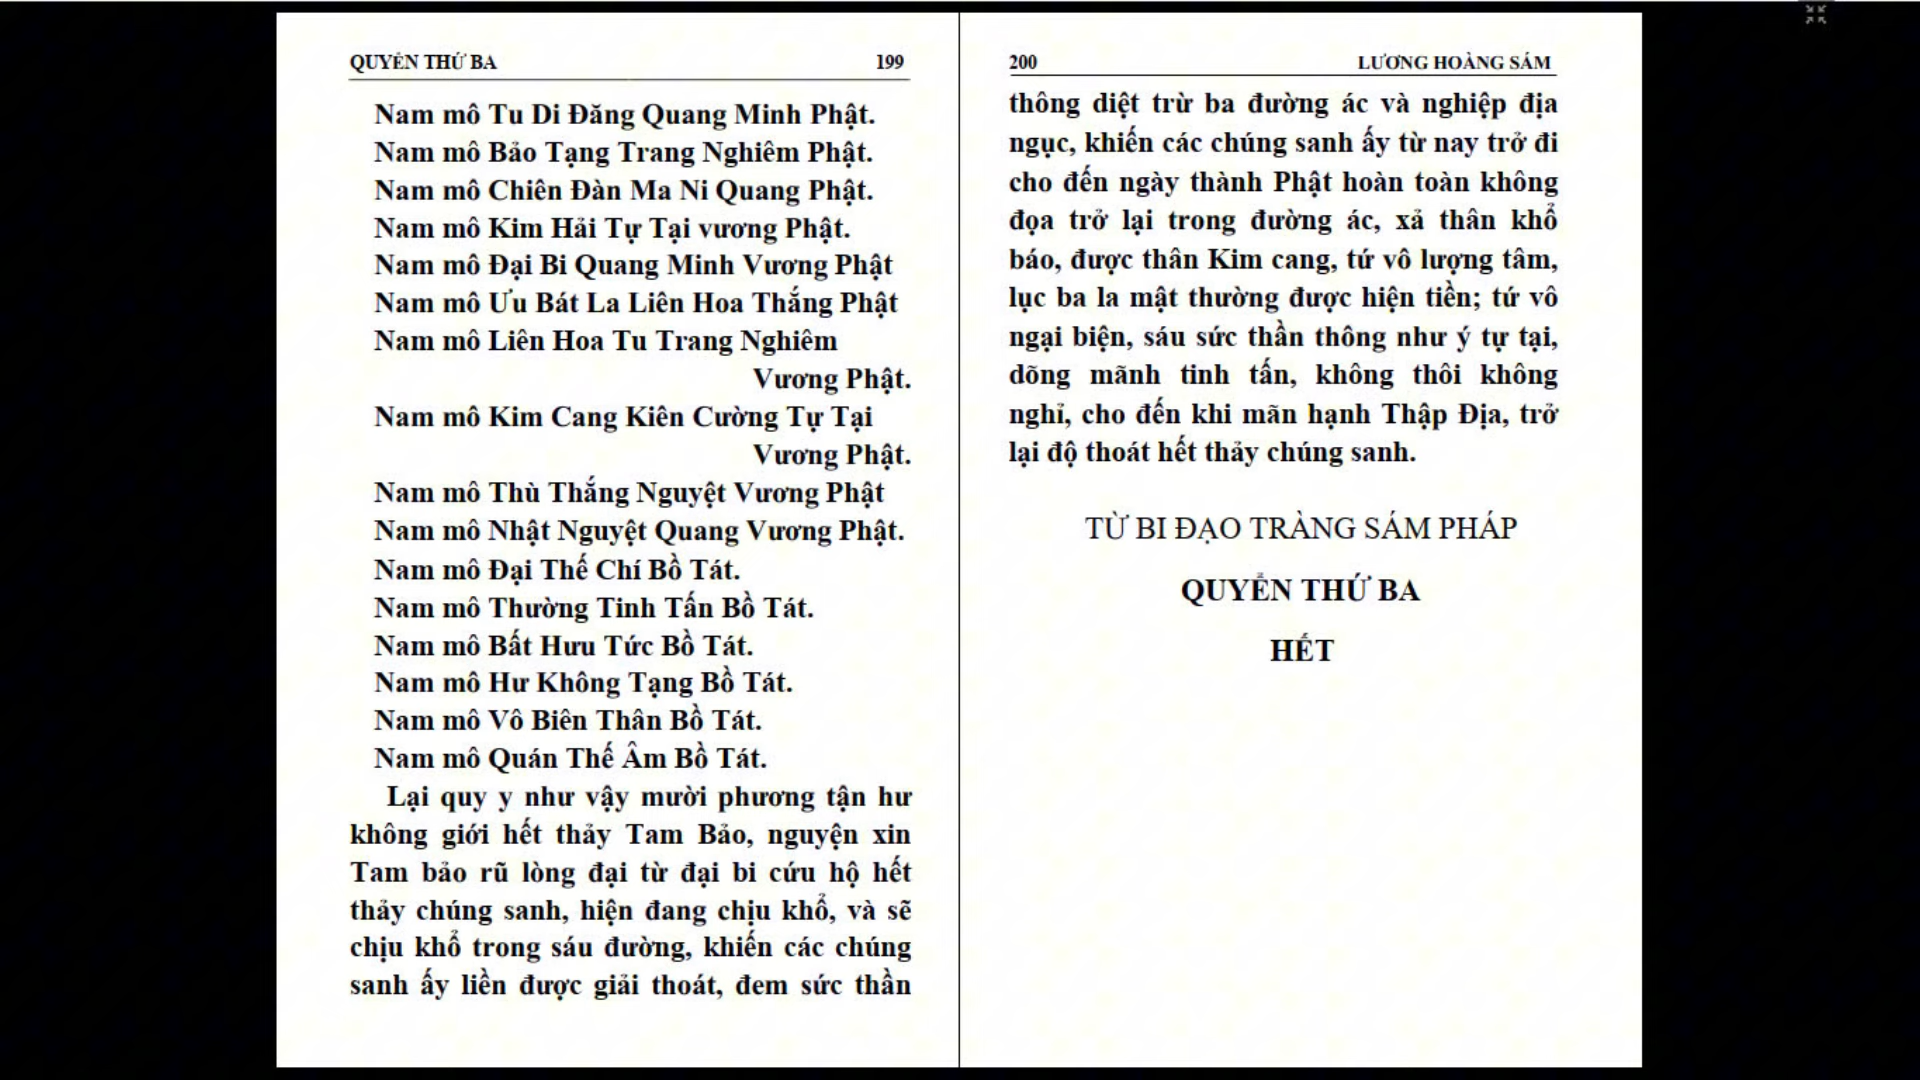 QUYỂN THỨ BA 199
Nam mô Tu Di Đăng Quang Minh Phật.
Nam mô Bảo Tạng Trang Nghiêm Phật.
Nam mô Chiên Đàn Ma Ni Quang Phật.
Nam mô Kim Hải Tự Tại vương Phật.
Nam mô Đại Bi Quang Minh Vương Phật
Nam mô Ưu Bát La Liên Hoa Thắng Phật
Nam mô Liên Hoa Tu Trang Nghiêm
Vương Phật.
Nam mô Kim Cang Kiên Cường Tự Tại
Vương Phật.
Nam mô Thù Thắng Nguyệt Vương Phật
Nam mô Nhật Nguyệt Quang Vương Phật.
Nam mô Đại Thế Chí Bồ Tát.
Nam mô Thường Tinh Tấn Bồ Tát.
Nam mô Bất Hưu Tức Bồ Tát.
Nam mô Hư Không Tạng Bồ Tát.
Nam mô Vô Biên Thân Bồ Tát.
Nam mô Quán Thế Âm Bồ Tát.
Lại quy y như vậy mười phương tận hư
không giới hết thảy Tam Bảo, nguyện xin
Tam bảo rũ lòng đại từ đại bi cứu hộ hết
thảy chúng sanh, hiện đang chịu khổ, và sẽ
chịu khổ trong sáu đường, khiến các chúng
sanh ấy liền được giải thoát, đem sức thần
200 LƯƠNG HOÀNG SÁM
thông diệt trừ ba đường ác và nghiệp địa
ngục, khiến các chúng sanh ấy từ nay trở đi
cho đến ngày thành Phật hoàn toàn không
đọa trở lại trong đường ác, xả thân khổ
báo, được thân Kim cang, tứ vô lượng tâm,
lục ba la mật thường được hiện tiền; tứ vô
ngại biện, sáu sức thần thông như ý tự tại,
dõng mãnh tinh tấn, không thôi không
nghỉ, cho đến khi mãn hạnh Thập Địa, trở
lại độ thoát hết thảy chúng sanh.
TỪ BI ĐẠO TRÀNG SÁM PHÁP
QUYỂN THỨ BA
HẾT